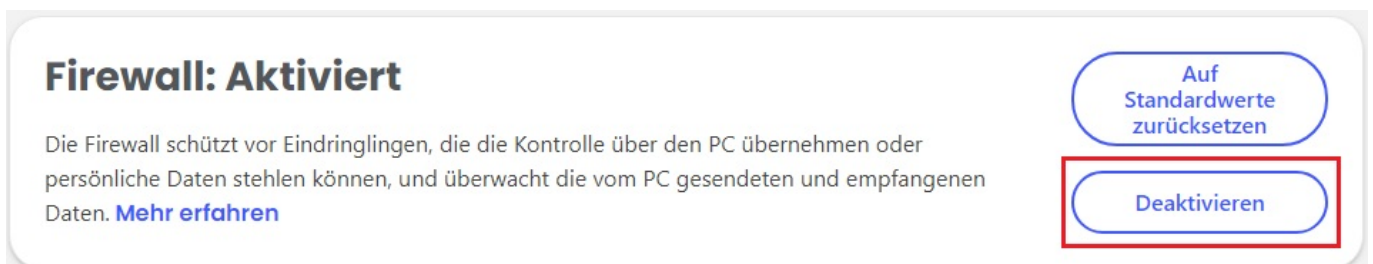 Firewall: Aktiviert
Die Firewall schützt vor Eindringlingen, die die Kontrolle über den PC übernehmen oder
persönliche Daten stehlen können, und überwacht die vom PC gesendeten und empfangenen
Daten. Mehr erfahren
Auf
Standardwerte
zurücksetzen
Deaktivieren